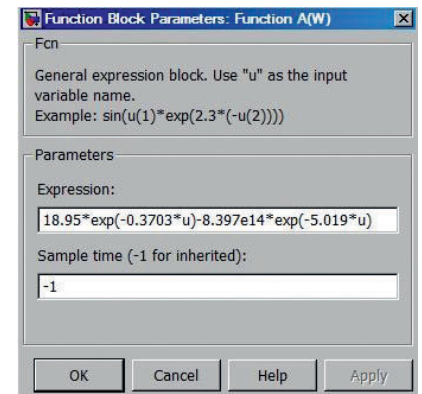 Function Block Parameters: Function A(W)
Fcn
General expression block. Use "u" as the input
variable name.
Example: sin(u(1)*exp(2.3*(-u(2))))
Parameters
Expression:
18.95*exp(-0.3703*u)-8.397e14*exp(-5.019*u)
Sample time (-1 for inherited):
-1
OK Cancel Help Apply